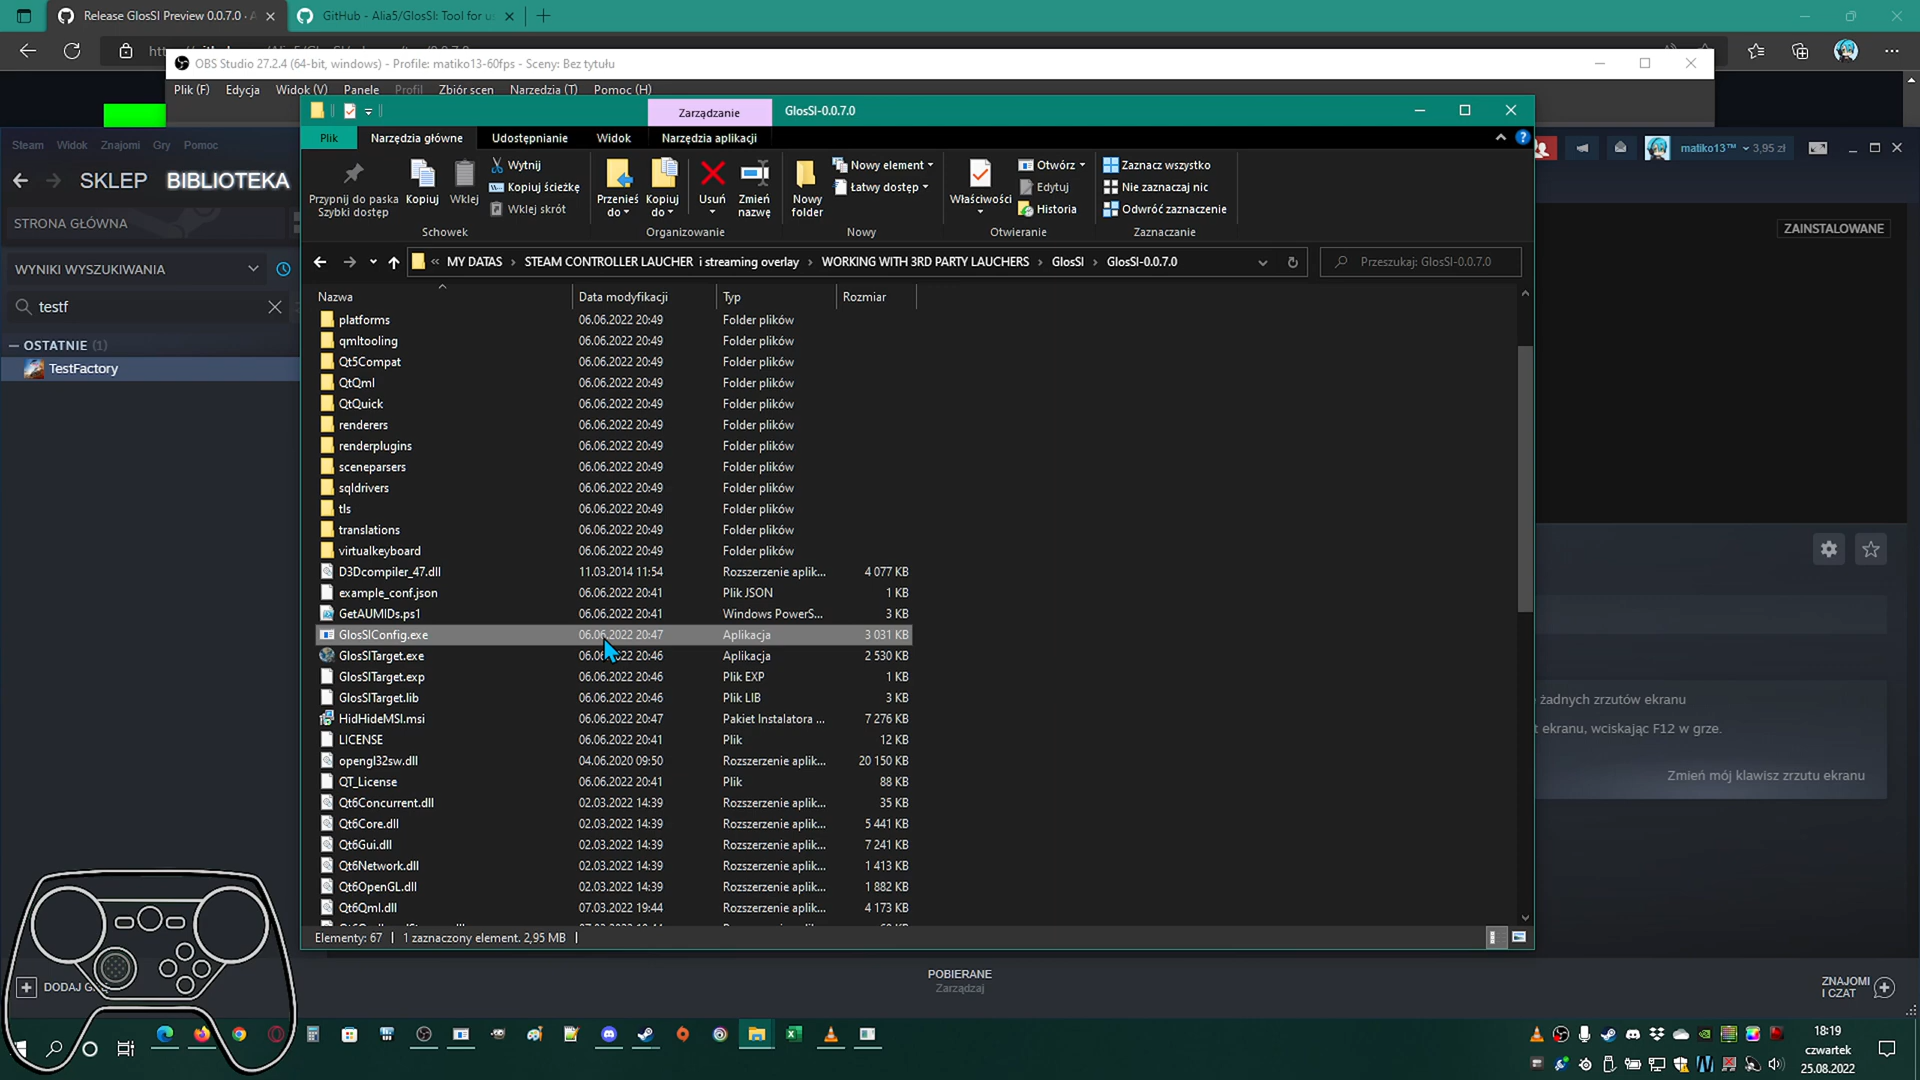 Release GlosSI Preview 0.0.7.0 · A
GitHub - Alia5/GlosSI: Tool for us
OBS Studio 27.2.4 (64-bit, windows) - Profile: matiko13-60fps - Sceny: Bez tytułu
Plik (F) Edycja Widok (V) Panele Profil Zbiór scen Narzedzia (T) Pomoc (H)
Zarządzanie GlosSI-0.0.7.0
Plik Narzędzia główne Udostępnianie Widok Narzędzia aplikacji
Steam Widok Znajomi Gry Pomoc
matiko13™ 3,95 zł
SKLEP BIBLIOTEKA
STRONA GŁÓWNA
WYNIKI WYSZUKIWANIA
testf
OSTATNIE (1)
TestFactory
Przypnij do paska Szybki dostęp
Kopiuj
Wklej
Wytnij
Kopiuj ścieżkę
Wklej skrót
Schowek
Przenieś do
Kopiuj do
Usuń
Zmień nazwę
Organizowanie
Nowy folder
Nowy element
Łatwy dostęp
Nowy
Właściwości
Otwórz
Edytuj
Historia
Otwieranie
Zaznacz wszystko
Nie zaznaczaj nic
Odwróć zaznaczenie
Zaznaczanie
ZAINSTALOWANE
« MY DATAS › STEAM CONTROLLER LAUCHER i streaming overlay › WORKING WITH 3RD PARTY LAUCHERS › GlosSI › GlosSI-0.0.7.0
Przeszukaj: GlosSI-0.0.7.0
Nazwa Data modyfikacji Typ Rozmiar
platforms 06.06.2022 20:49 Folder plików
qmltooling 06.06.2022 20:49 Folder plików
Qt5Compat 06.06.2022 20:49 Folder plików
QtQml 06.06.2022 20:49 Folder plików
QtQuick 06.06.2022 20:49 Folder plików
renderers 06.06.2022 20:49 Folder plików
renderplugins 06.06.2022 20:49 Folder plików
sceneparsers 06.06.2022 20:49 Folder plików
sqldrivers 06.06.2022 20:49 Folder plików
tls 06.06.2022 20:49 Folder plików
translations 06.06.2022 20:49 Folder plików
virtualkeyboard 06.06.2022 20:49 Folder plików
D3Dcompiler_47.dll 11.03.2014 11:54 Rozszerzenie aplik... 4 077 KB
example_conf.json 06.06.2022 20:41 Plik JSON 1 KB
GetAUMIDs.ps1 06.06.2022 20:41 Windows PowerS... 3 KB
GlosSIConfig.exe 06.06.2022 20:47 Aplikacja 3 031 KB
GlosSITarget.exe 06.06.2022 20:46 Aplikacja 2 530 KB
GlosSITarget.exp 06.06.2022 20:46 Plik EXP 1 KB
GlosSITarget.lib 06.06.2022 20:46 Plik LIB 3 KB
HidHideMSI.msi 06.06.2022 20:47 Pakiet Instalatora ... 7 276 KB
LICENSE 06.06.2022 20:41 Plik 12 KB
opengl32sw.dll 04.06.2020 09:50 Rozszerzenie aplik... 20 150 KB
QT_License 06.06.2022 20:41 Plik 88 KB
Qt6Concurrent.dll 02.03.2022 14:39 Rozszerzenie aplik... 35 KB
Qt6Core.dll 02.03.2022 14:39 Rozszerzenie aplik... 5 441 KB
Qt6Gui.dll 02.03.2022 14:39 Rozszerzenie aplik... 7 241 KB
Qt6Network.dll 02.03.2022 14:39 Rozszerzenie aplik... 1 413 KB
Qt6OpenGL.dll 02.03.2022 14:39 Rozszerzenie aplik... 1 882 KB
Qt6Qml.dll 07.03.2022 19:44 Rozszerzenie aplik... 4 173 KB
Elementy: 67 1 zaznaczony element. 2,95 MB
żadnych zrzutów ekranu
ekranu, wciskając F12 w grze.
Zmień mój klawisz zrzutu ekranu
DODAJ
POBIERANE
Zarządzaj
ZNAJOMI
I CZAT
18:19
czwartek
25.08.2022